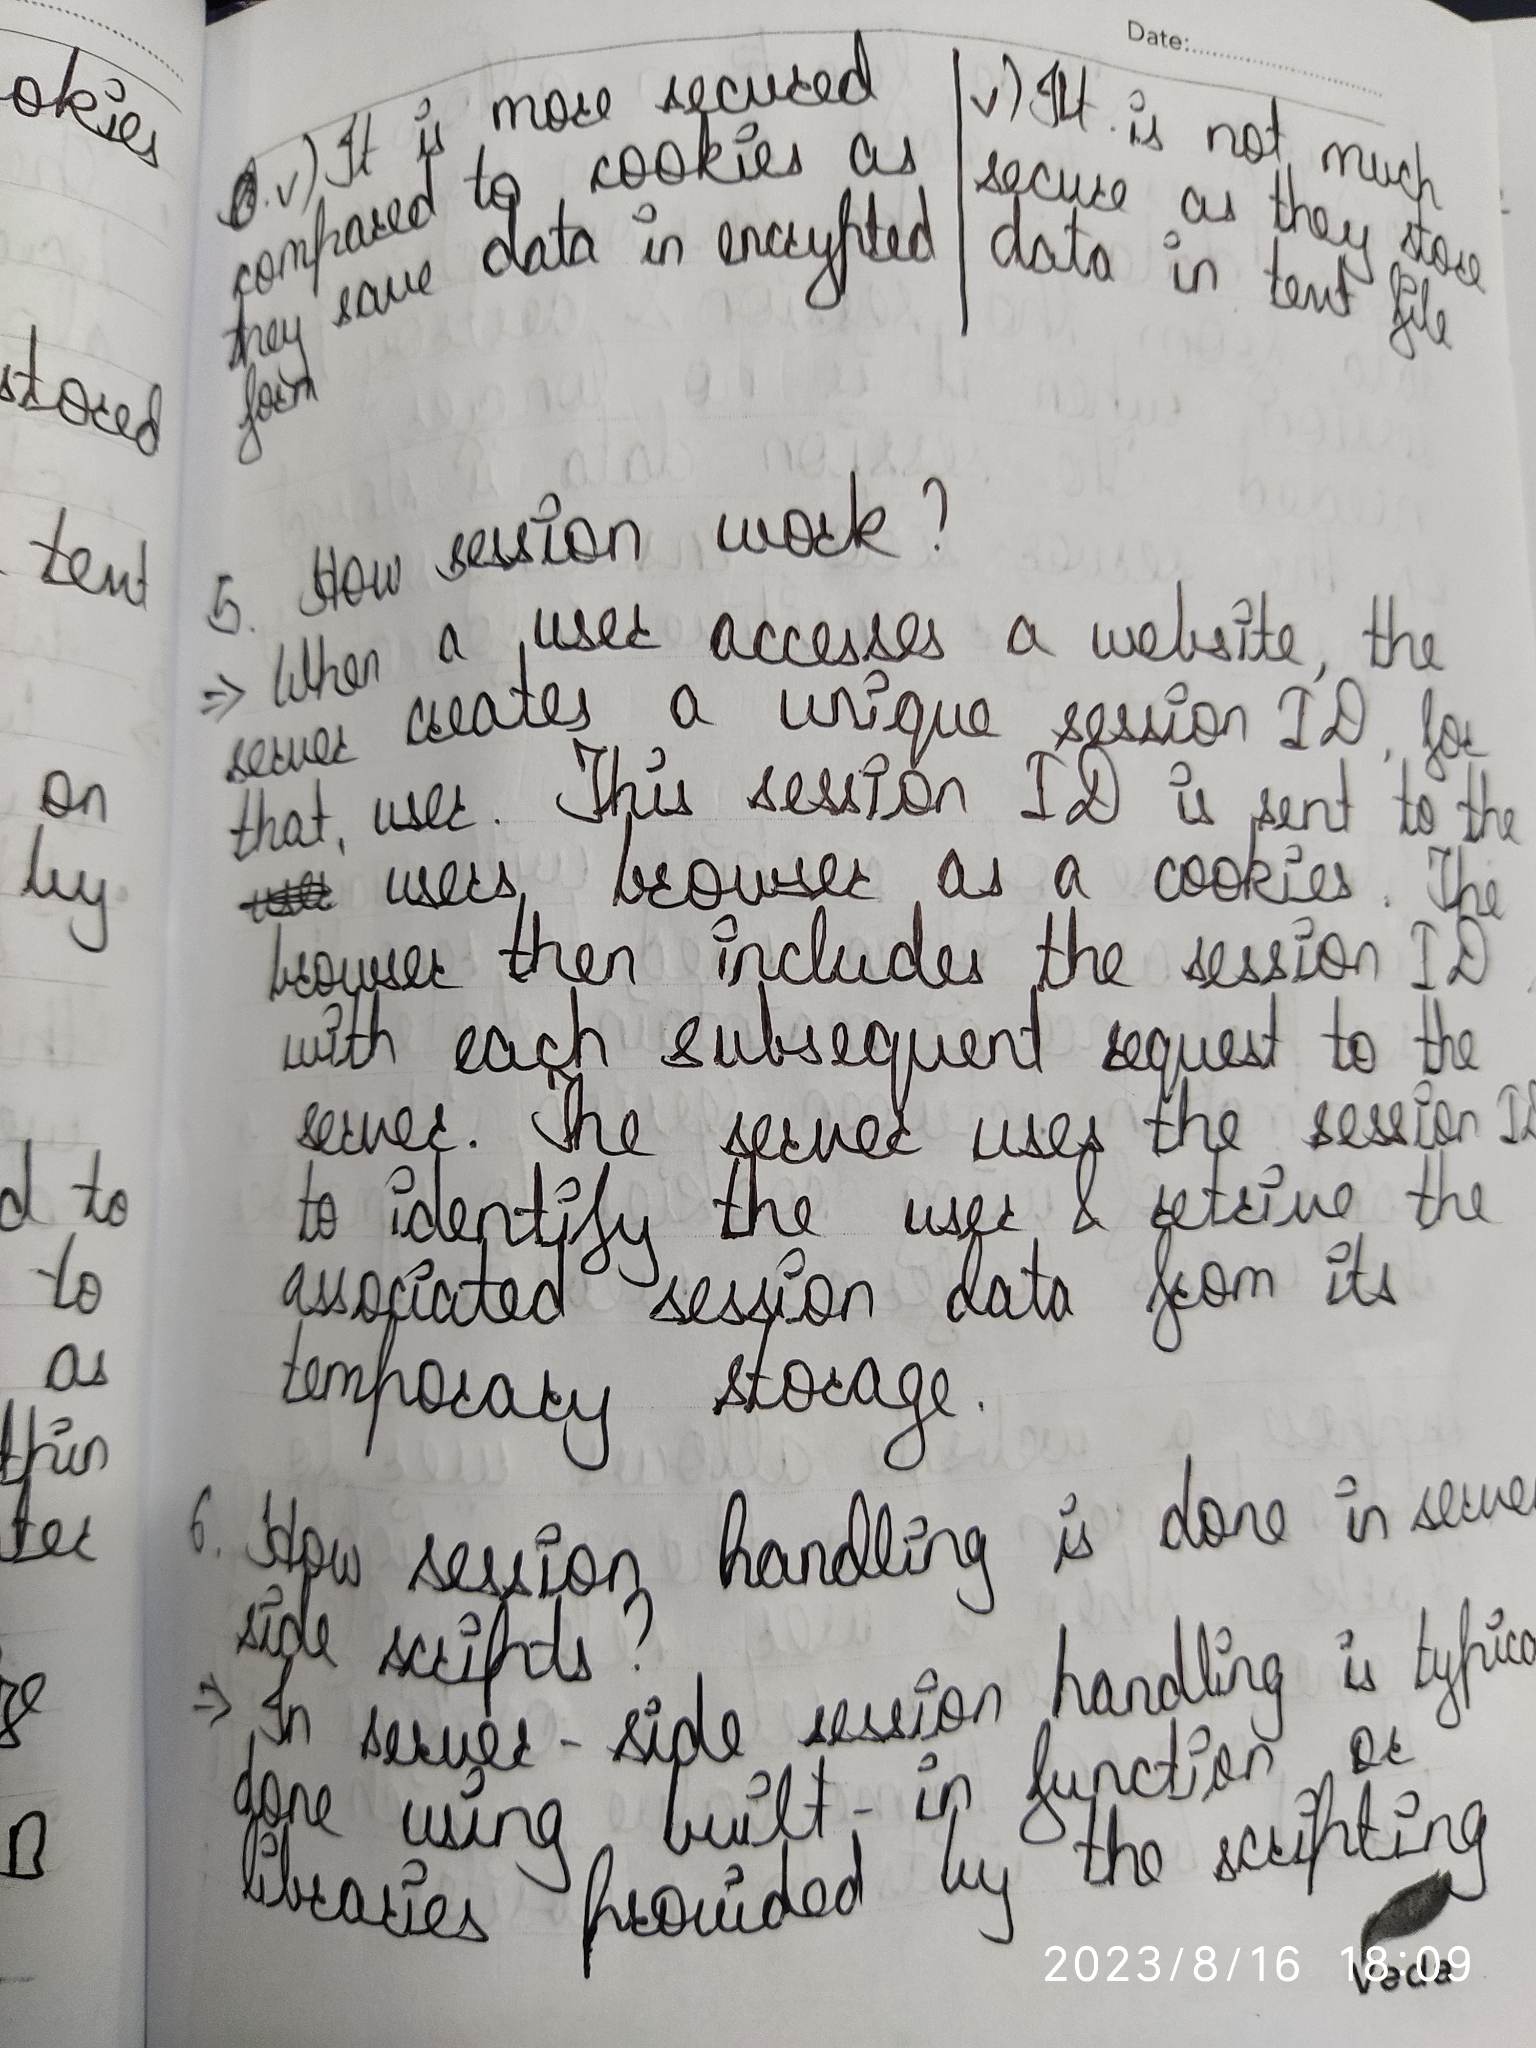 okies
stored
tent
on
by
d to
to
as
Date:
v) It is more secured
compared to cookies as
they save data in encrypted
form
v) It is not much
secure as they store
data in tent file
5. How session work?
=> When a user accesses a website, the
server creates a unique session ID, for
that, user. This session ID is sent to the
users, browser as a cookies. The
browser then includes the session ID
with each subsequent request to the
server. The server uses the session ID
to identify the user & retrive the
associated session data from its
temporary storage.
6. How session handling is done in server
side scripts?
=> In server-side session handling is typica
done using built-in function or
libraries provided by the scripting
2023/8/16 18:09
Veda